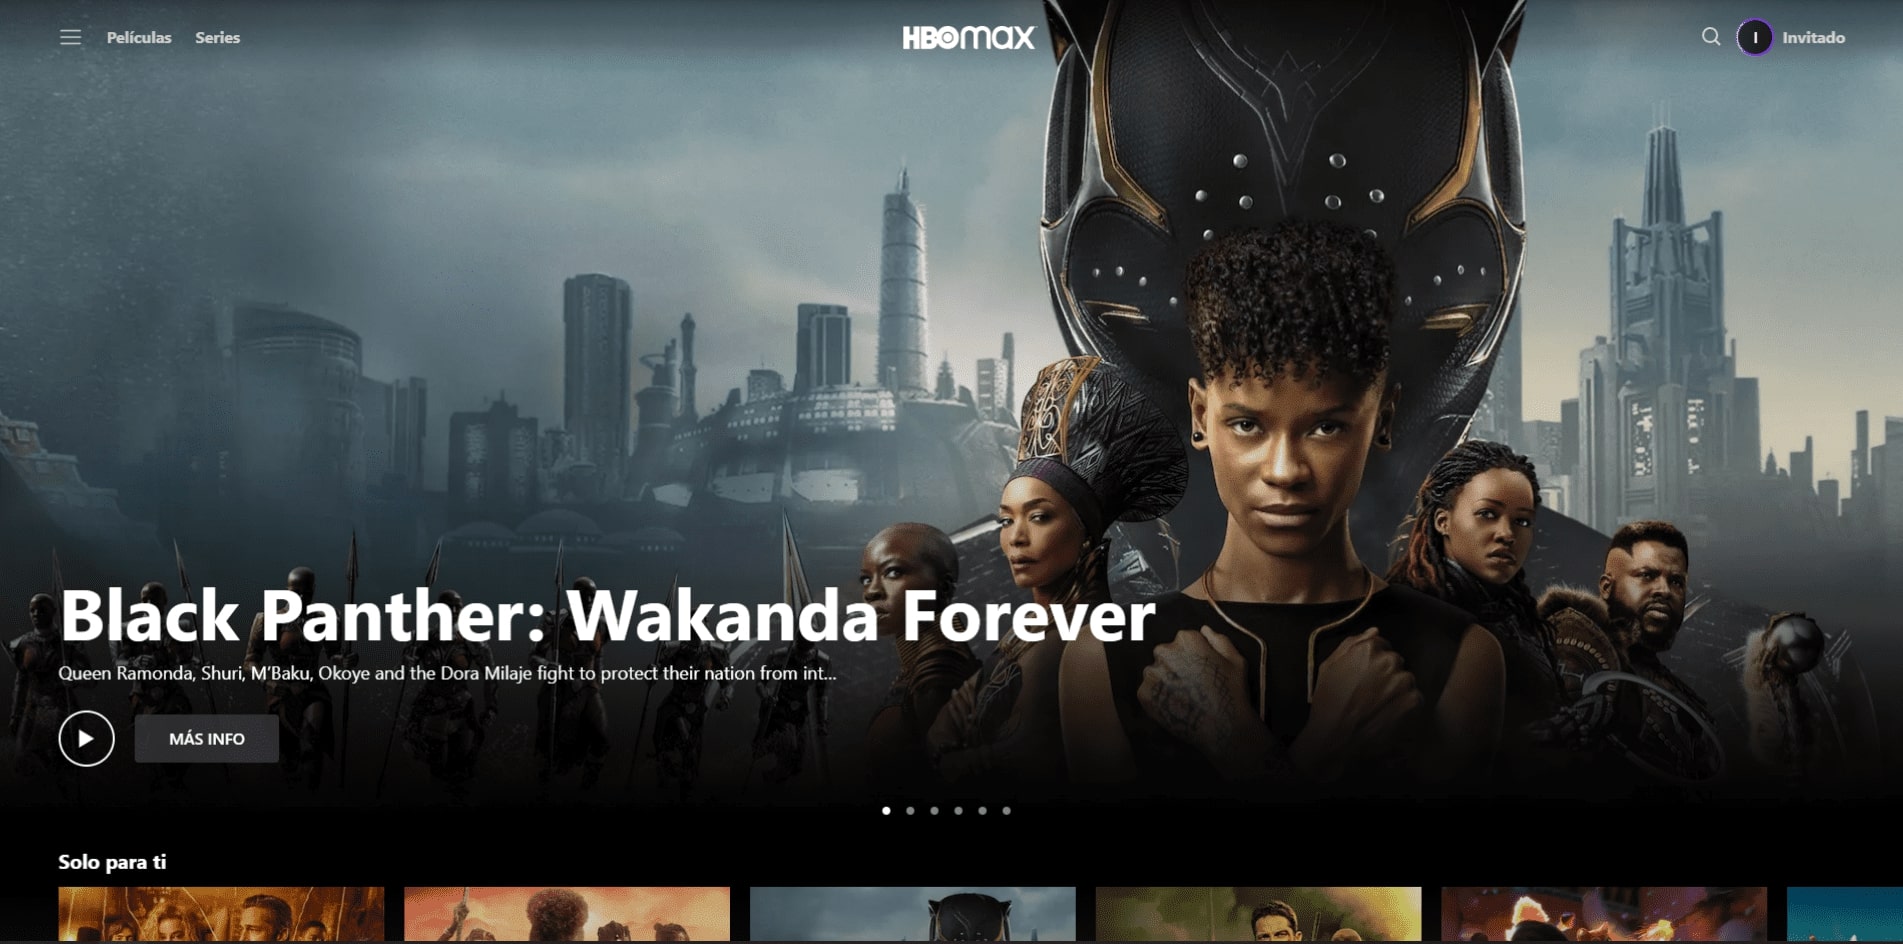 Películas Series
HBOMAX
I Invitado
Black Panther: Wakanda Forever
Queen Ramonda, Shuri, M'Baku, Okoye and the Dora Milaje fight to protect their nation from int...
MÁS INFO
Solo para ti